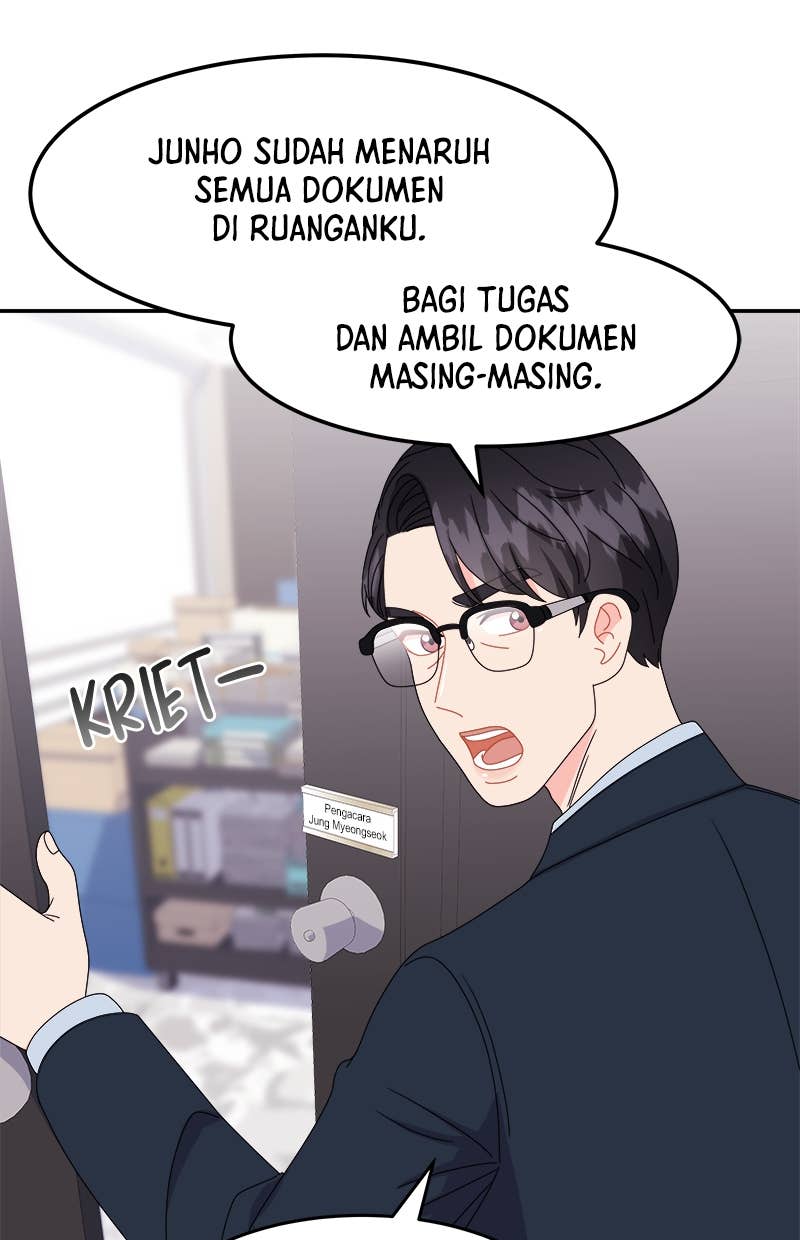 JUNHO SUDAH MENARUH
SEMUA DOKUMEN
DI RUANGANKU.
BAGI TUGAS
DAN AMBIL DOKUMEN
MASING-MASING.
KRIET-
Pengacara
Jung Myeongseok